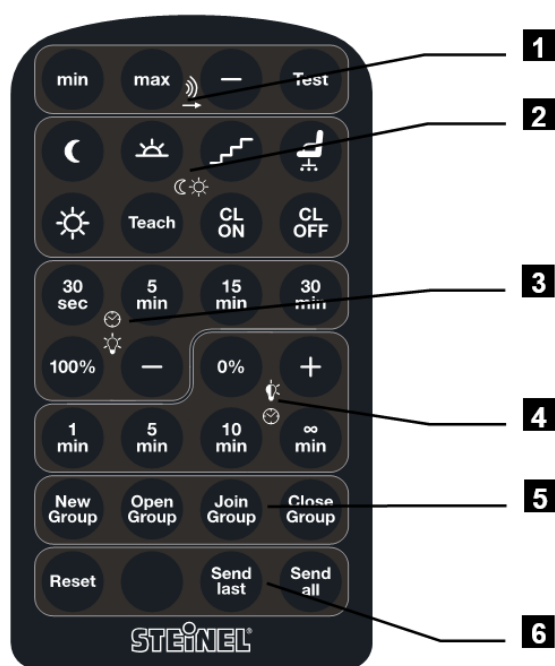 min max – Test
1
2
Teach CL ON CL OFF
30 sec 5 min 15 min 30 min
3
100% – 0% +
4
1 min 5 min 10 min ∞ min
New Group Open Group Join Group Close Group
5
Reset Send last Send all
6
STEINEL®